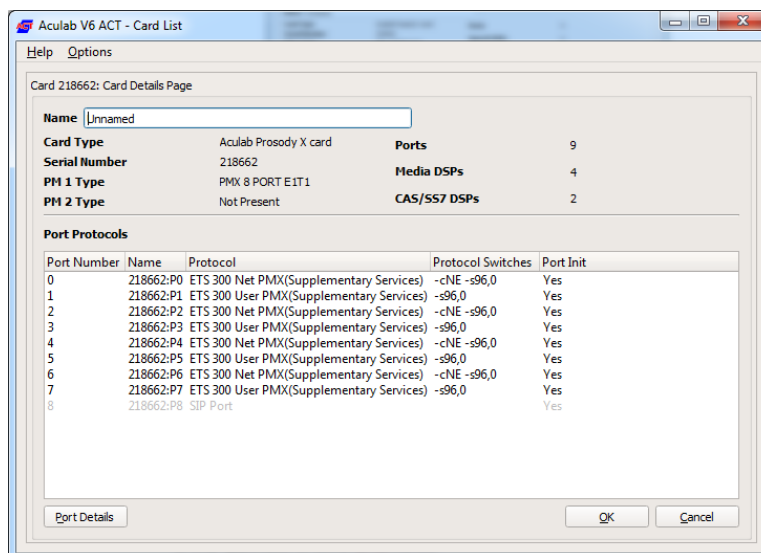 Aculab V6 ACT - Card List
Help Options
Card 218662: Card Details Page
Name Unnamed
Card Type Aculab Prosody X card Ports 9
Serial Number 218662 Media DSPs 4
PM 1 Type PMX 8 PORT E1T1 CAS/SS7 DSPs 2
PM 2 Type Not Present
Port Protocols
Port Number Name Protocol Protocol Switches Port Init
0 218662:P0 ETS 300 Net PMX(Supplementary Services) -cNE -s96,0 Yes
1 218662:P1 ETS 300 User PMX(Supplementary Services) -s96,0 Yes
2 218662:P2 ETS 300 Net PMX(Supplementary Services) -cNE -s96,0 Yes
3 218662:P3 ETS 300 User PMX(Supplementary Services) -s96,0 Yes
4 218662:P4 ETS 300 Net PMX(Supplementary Services) -cNE -s96,0 Yes
5 218662:P5 ETS 300 User PMX(Supplementary Services) -s96,0 Yes
6 218662:P6 ETS 300 Net PMX(Supplementary Services) -cNE -s96,0 Yes
7 218662:P7 ETS 300 User PMX(Supplementary Services) -s96,0 Yes
8 218662:P8 SIP Port Yes
Port Details OK Cancel